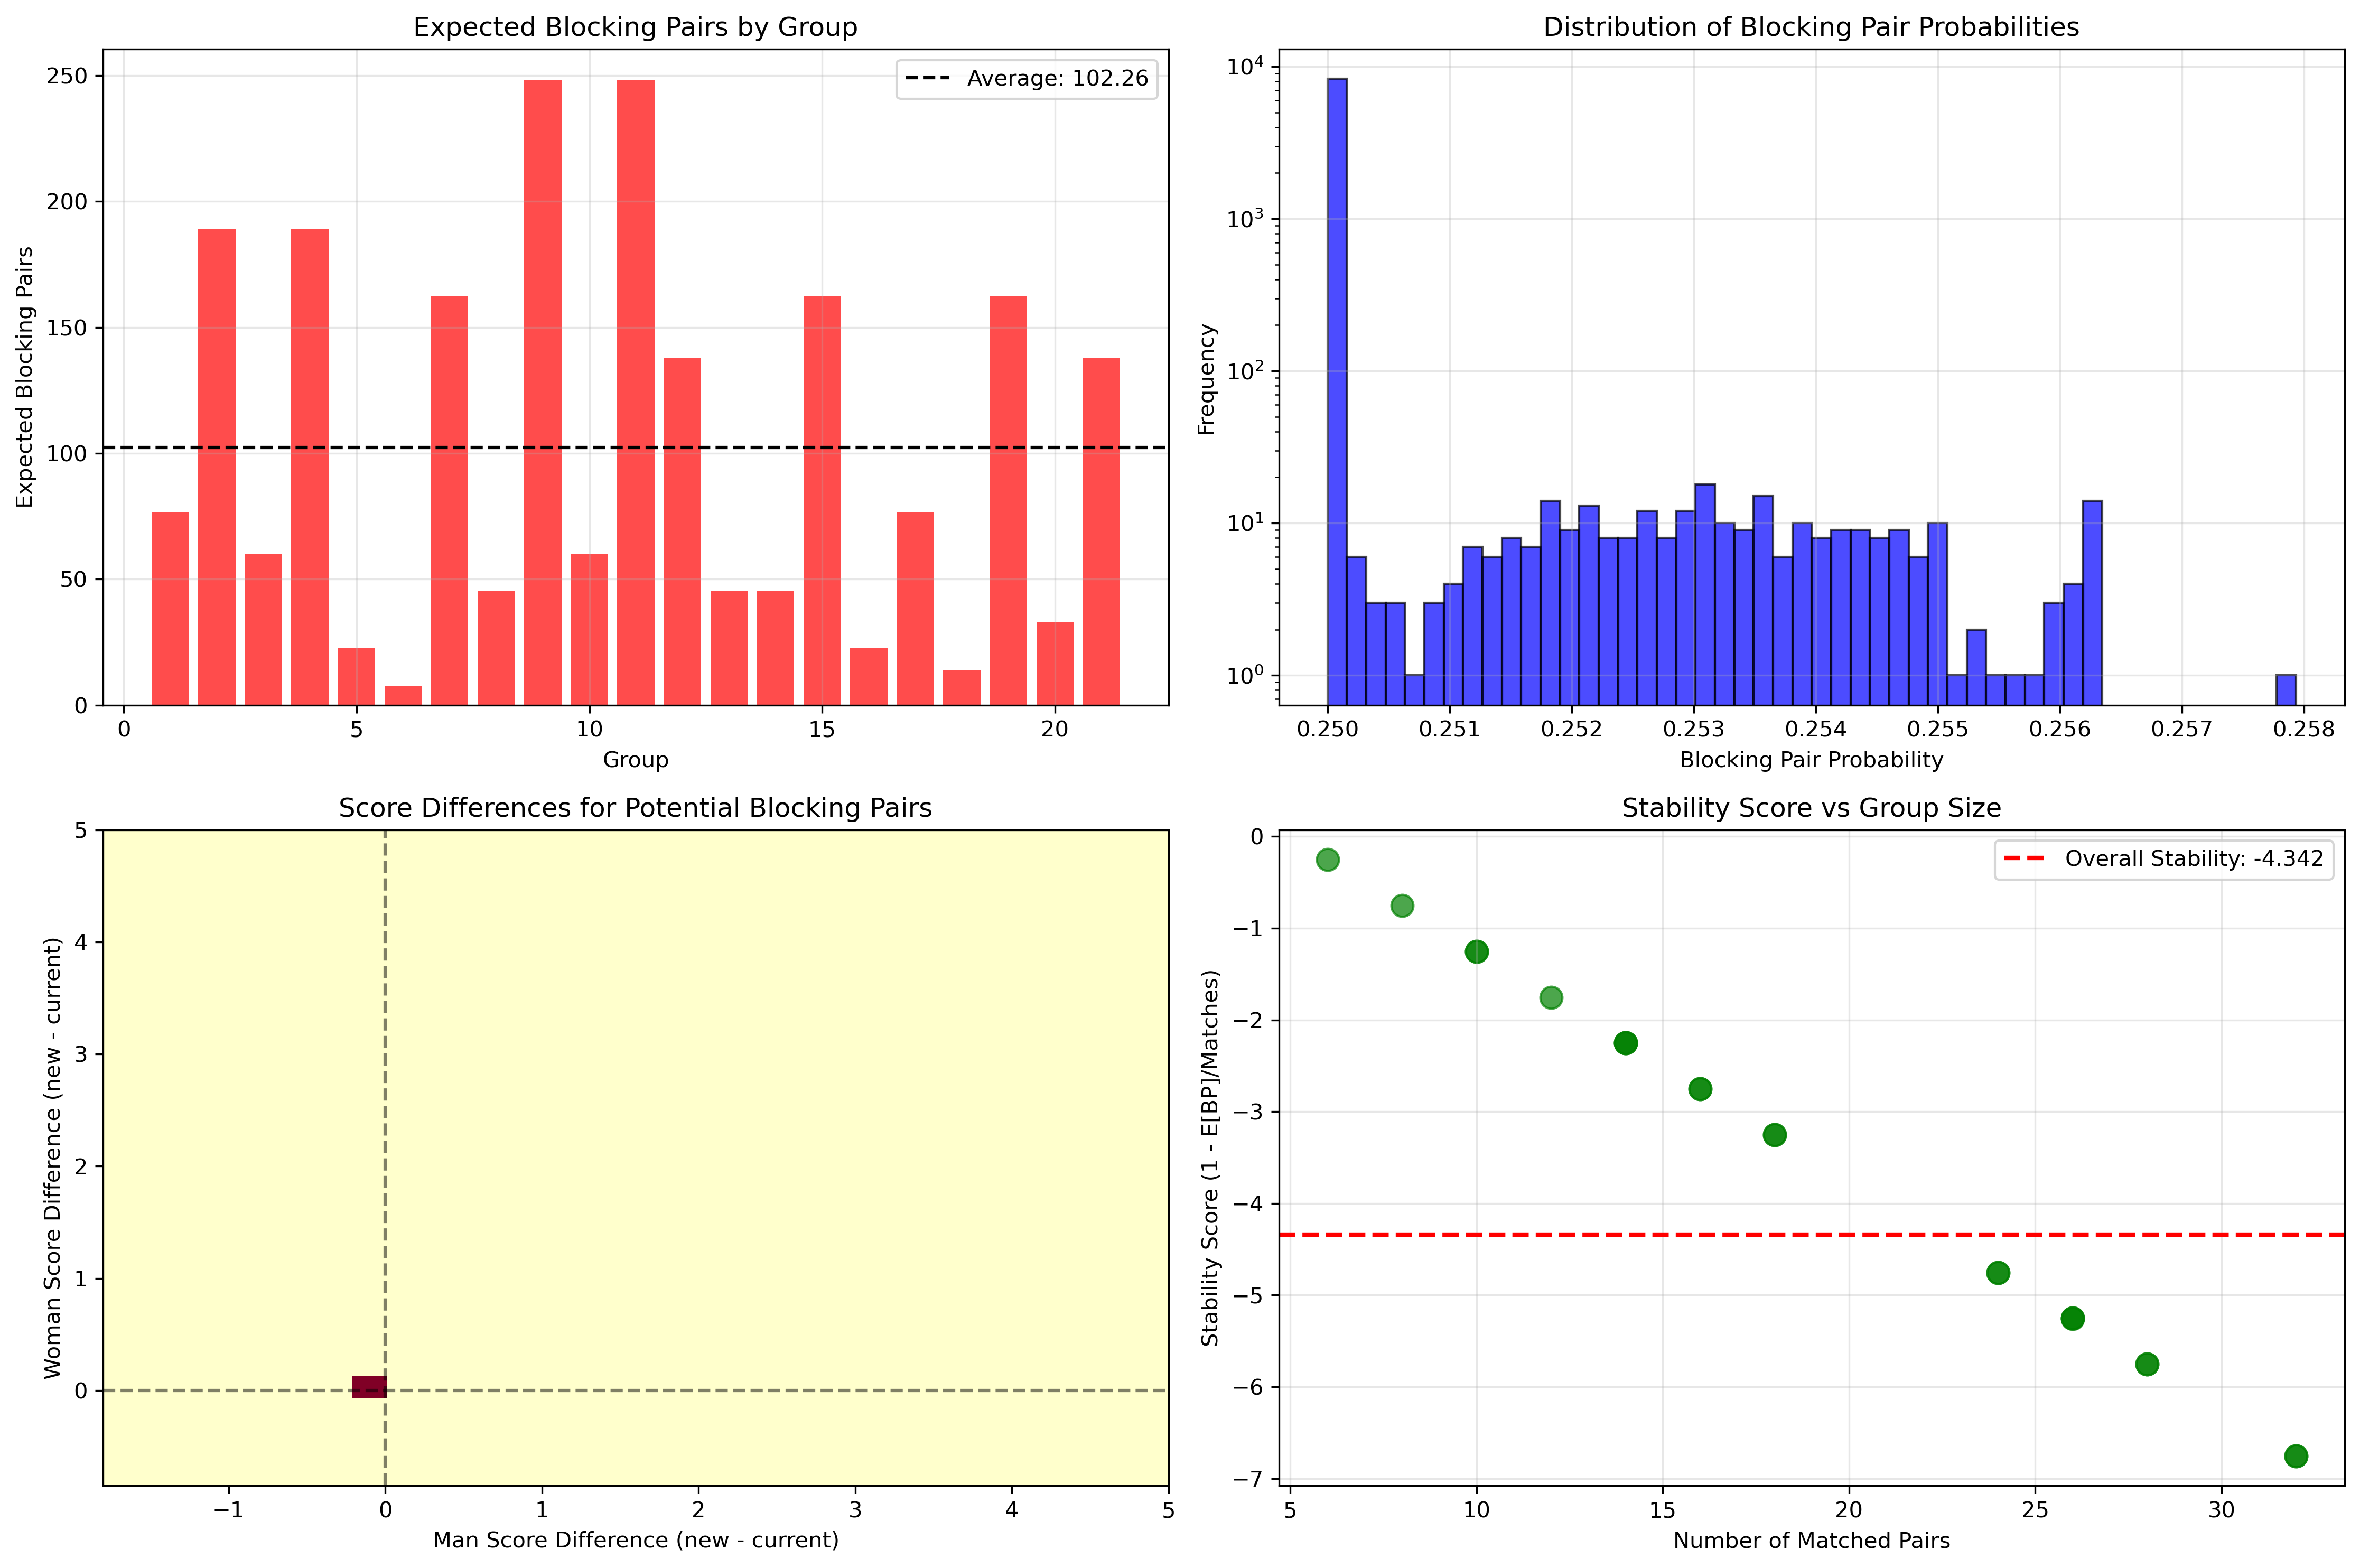 Expected Blocking Pairs by Group
Average: 102.26
Expected Blocking Pairs
250
200
150
100
50
0
0 5 10 15 20
Group
Distribution of Blocking Pair Probabilities
Frequency
10⁴
10³
10²
10¹
10⁰
0.250 0.251 0.252 0.253 0.254 0.255 0.256 0.257 0.258
Blocking Pair Probability
Score Differences for Potential Blocking Pairs
Woman Score Difference (new - current)
5
4
3
2
1
0
−1 0 1 2 3 4 5
Man Score Difference (new - current)
Stability Score vs Group Size
Overall Stability: -4.342
Stability Score (1 - E[BP]/Matches)
0
−1
−2
−3
−4
−5
−6
−7
5 10 15 20 25 30
Number of Matched Pairs